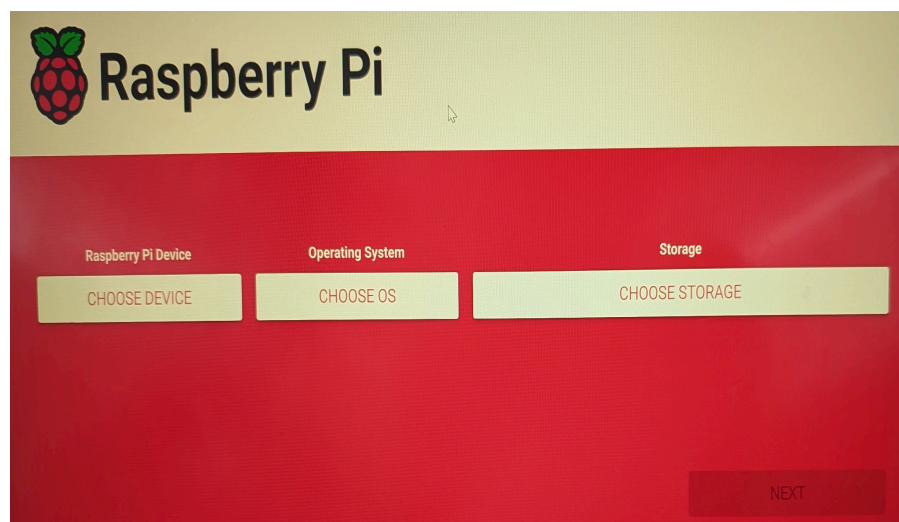 Raspberry Pi
Raspberry Pi Device
Operating System
Storage
CHOOSE DEVICE
CHOOSE OS
CHOOSE STORAGE
NEXT